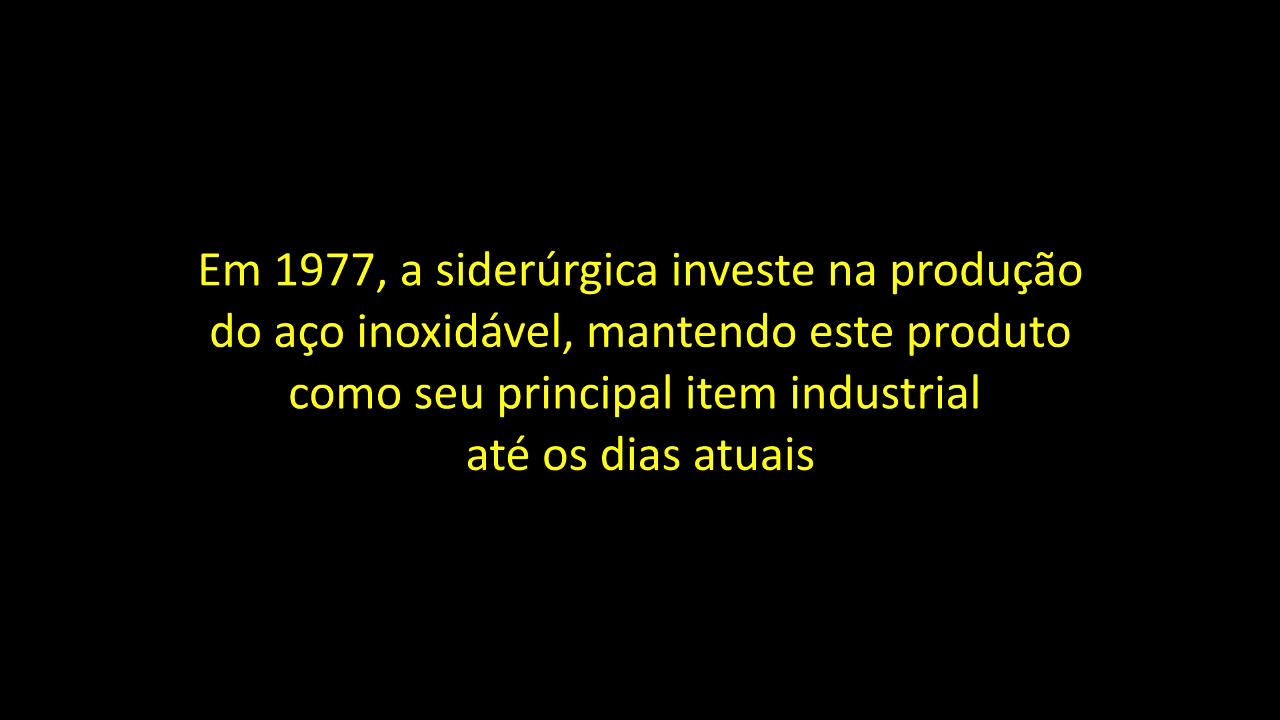 Em 1977, a siderúrgica investe na produção
do aço inoxidável, mantendo este produto
como seu principal item industrial
até os dias atuais